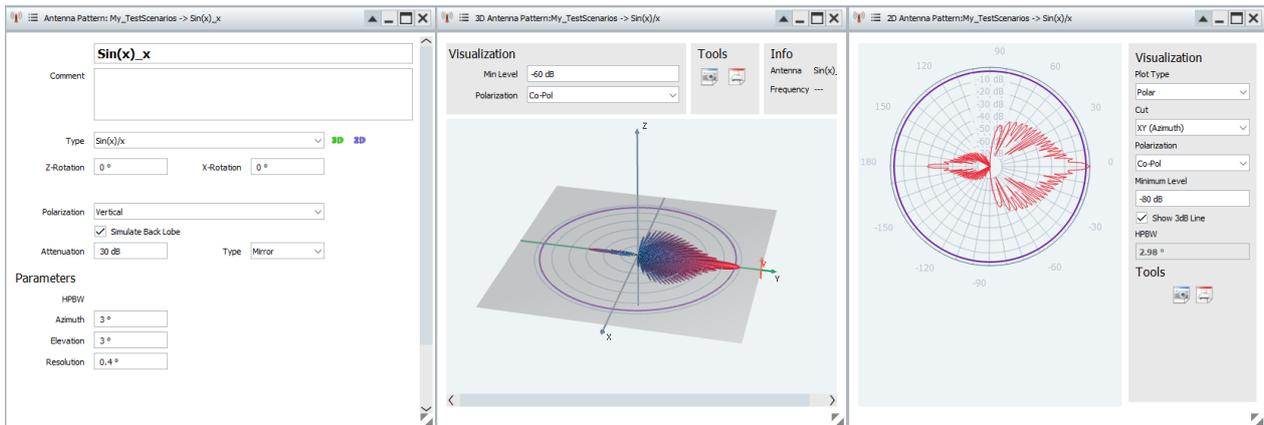 Antenna Pattern: My_TestScenarios -> Sin(x)_x
Sin(x)_x
Comment
Type Sin(x)/x 3D 2D
Z-Rotation 0 ° X-Rotation 0 °
Polarization Vertical
Simulate Back Lobe
Attenuation 30 dB Type Mirror
Parameters
HPBW
Azimuth 3 °
Elevation 3 °
Resolution 0.4 °
3D Antenna Pattern:My_TestScenarios -> Sin(x)/x
Visualization Tools Info
Min Level -60 dB Antenna Sin(x)_
Polarization Co-Pol Frequency ---
Z
Y
X
2D Antenna Pattern:My_TestScenarios -> Sin(x)/x
90
120 60
-10 dB
-20 dB
-30 dB
150 30
-40 dB
-50 dB
180 0
-150 -30
-120 -60
-90
Visualization
Plot Type
Polar
Cut
XY (Azimuth)
Polarization
Co-Pol
Minimum Level
-80 dB
Show 3dB Line
HPBW
2.98 °
Tools